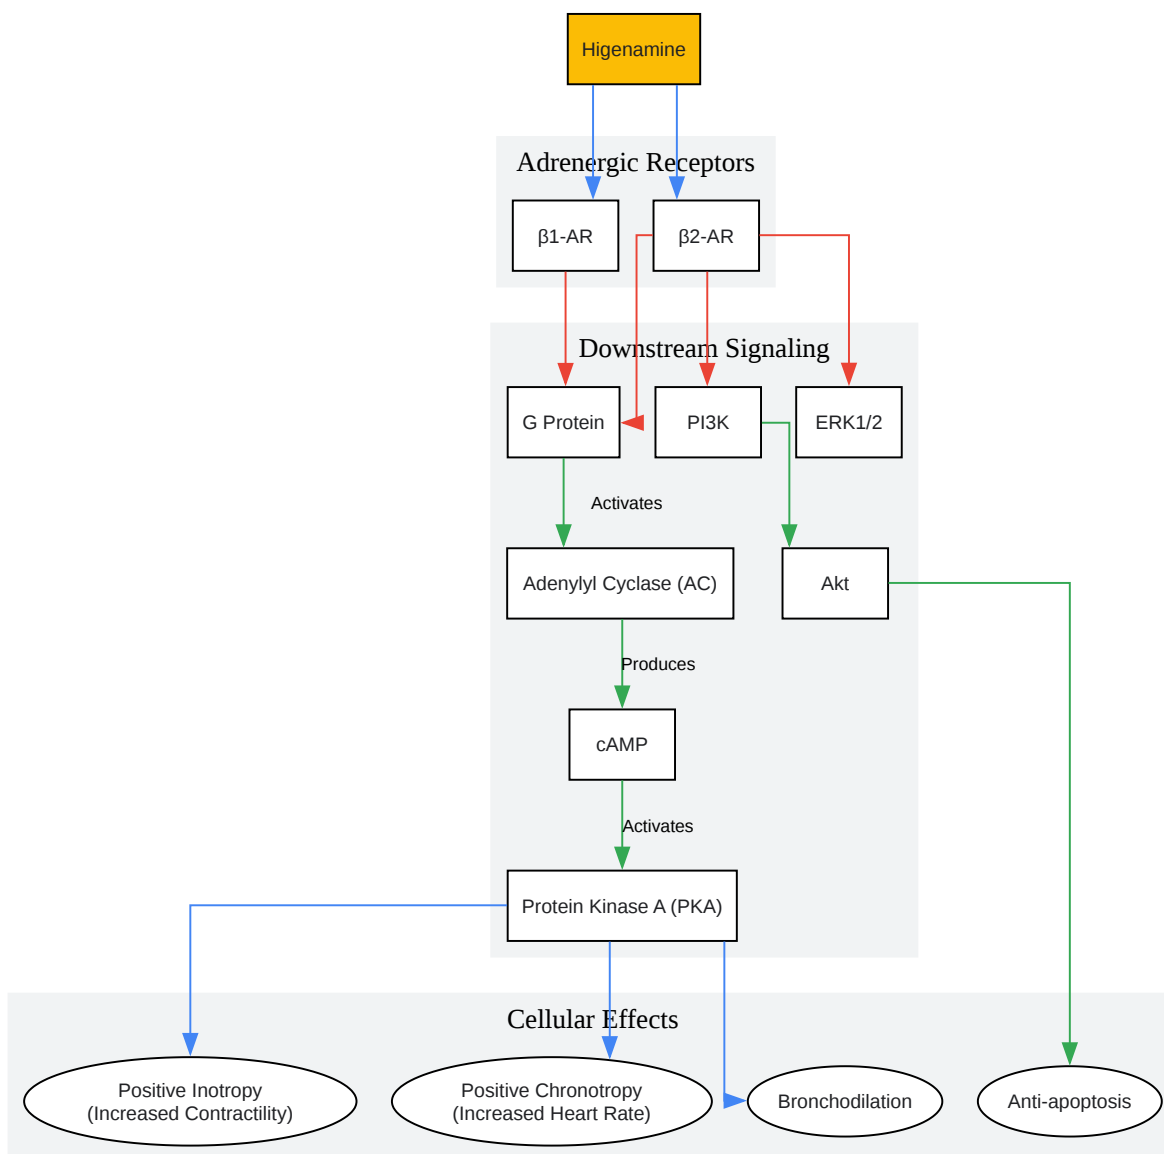 Higenamine
Adrenergic Receptors
β1-AR
β2-AR
Downstream Signaling
G Protein
PI3K
ERK1/2
Activates
Adenylyl Cyclase (AC)
Akt
Produces
cAMP
Activates
Protein Kinase A (PKA)
Cellular Effects
Positive Inotropy
(Increased Contractility)
Positive Chronotropy
(Increased Heart Rate)
Bronchodilation
Anti-apoptosis